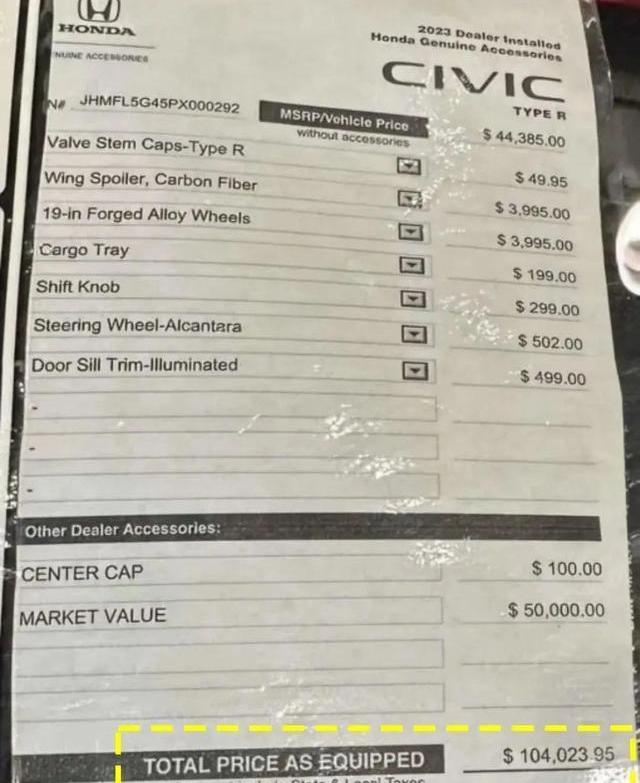 HONDA
GENUINE ACCESSORIES
2023 Dealer Installed
Honda Genuine Accessories
CIVIC
TYPE R
N# JHMFL5G45PX000292 MSRP/Vehicle Price $ 44,385.00
without accessories
Valve Stem Caps-Type R $ 49.95
Wing Spoiler, Carbon Fiber $ 3,995.00
19-in Forged Alloy Wheels $ 3,995.00
Cargo Tray $ 199.00
Shift Knob $ 299.00
Steering Wheel-Alcantara $ 502.00
Door Sill Trim-Illuminated $ 499.00
-
-
-
Other Dealer Accessories:
CENTER CAP $ 100.00
MARKET VALUE $ 50,000.00
TOTAL PRICE AS EQUIPPED $ 104,023.95
State & Local Taxes